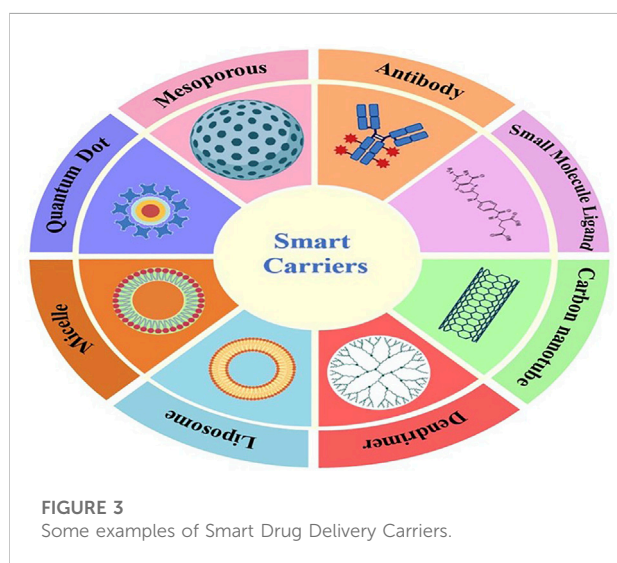 Mesoporous
Antibody
Small Molecule Ligand
Carbon nanotube
Dendrimer
Liposome
Micelle
Quantum Dot
Smart
Carriers
FIGURE 3
Some examples of Smart Drug Delivery Carriers.